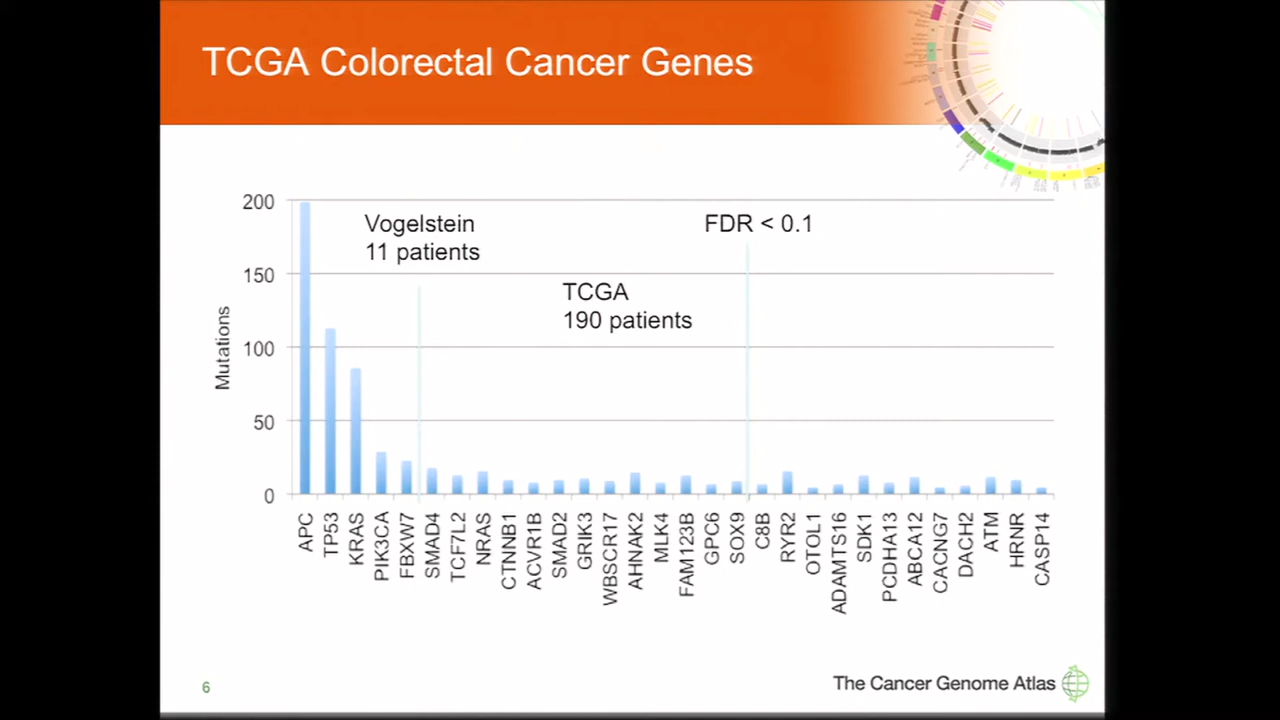 TCGA Colorectal Cancer Genes
200
150
100
50
0
Mutations
Vogelstein
11 patients
TCGA
190 patients
FDR < 0.1
APC
TP53
KRAS
PIK3CA
FBXW7
SMAD4
TCF7L2
NRAS
CTNNB1
ACVR1B
SMAD2
GRIK3
WBSCR17
AHNAK2
MLK4
FAM123B
GPC6
SOX9
C8B
RYR2
OTOL1
ADAMTS16
SDK1
PCDHA13
ABCA12
CACNG7
DACH2
ATM
HRNR
CASP14
6
The Cancer Genome Atlas